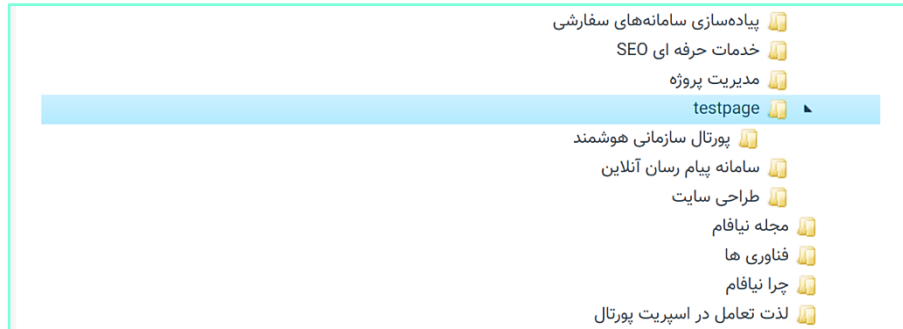 پیاده‌سازی سامانه‌های سفارشی
خدمات حرفه ای SEO
مدیریت پروژه
testpage
پورتال سازمانی هوشمند
سامانه پیام رسان آنلاین
طراحی سایت
مجله نیافام
فناوری ها
چرا نیافام
لذت تعامل در اسپریت پورتال